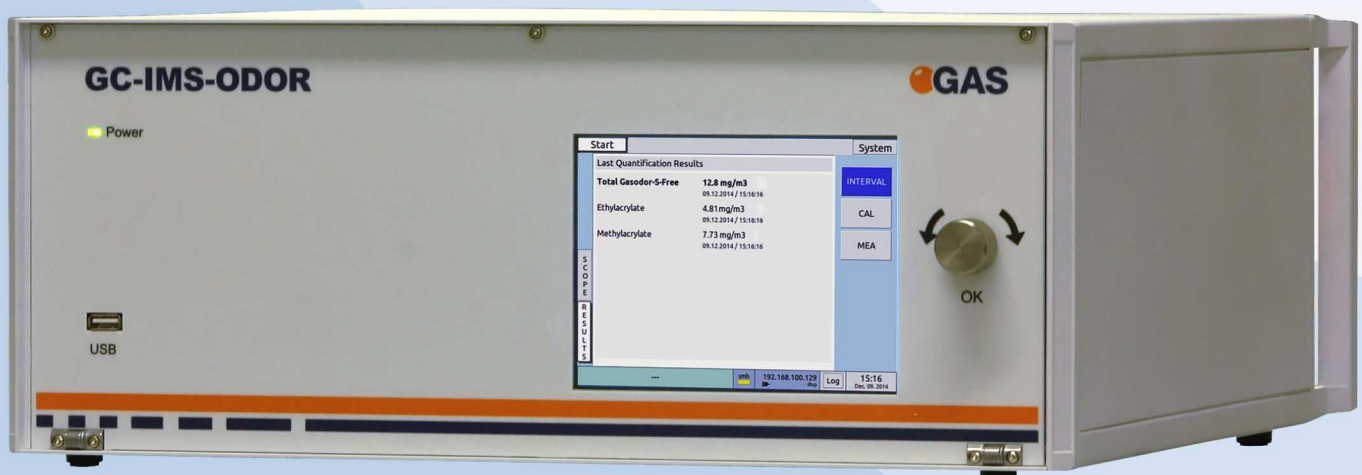 GC-IMS-ODOR
GAS
Power
USB
Start
System
Last Quantification Results
Total Gasodor-S-Free 12.8 mg/m3
09.12.2014 / 15:16:16
Ethylacrylate 4.81 mg/m3
09.12.2014 / 15:16:16
Methylacrylate 7.73 mg/m3
09.12.2014 / 15:16:16
INTERVAL
CAL
MEA
SCOPE
RESULTS
---
smb
192.168.100.129
dhcp
Log
15:16
Dec. 09. 2014
OK